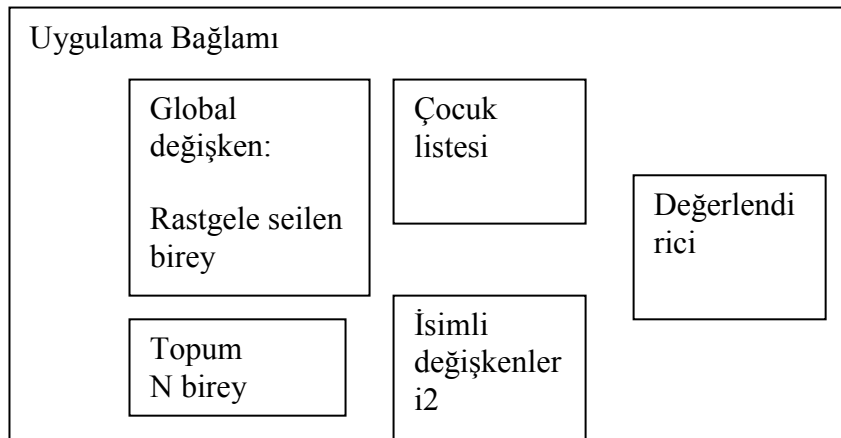 Uygulama Bağlamı
Global
değişken:
Rastgele seilen
birey
Çocuk
listesi
Değerlendi
rici
Topum
N birey
İsimli
değişkenler
i2